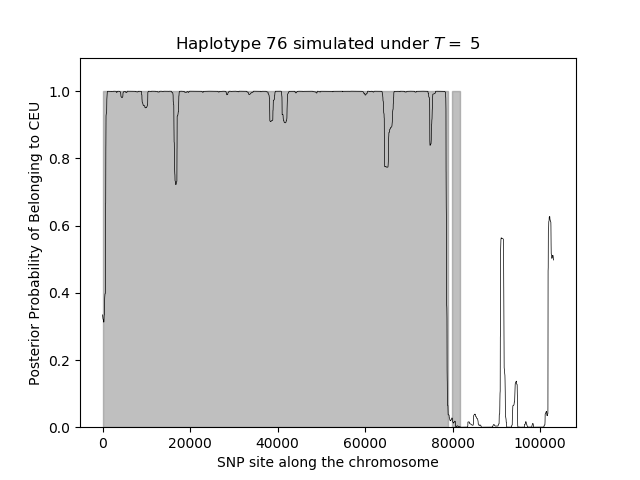 Haplotype 76 simulated under T = 5
Posterior Probability of Belonging to CEU
1.0
0.8
0.6
0.4
0.2
0.0
0 20000 40000 60000 80000 100000
SNP site along the chromosome